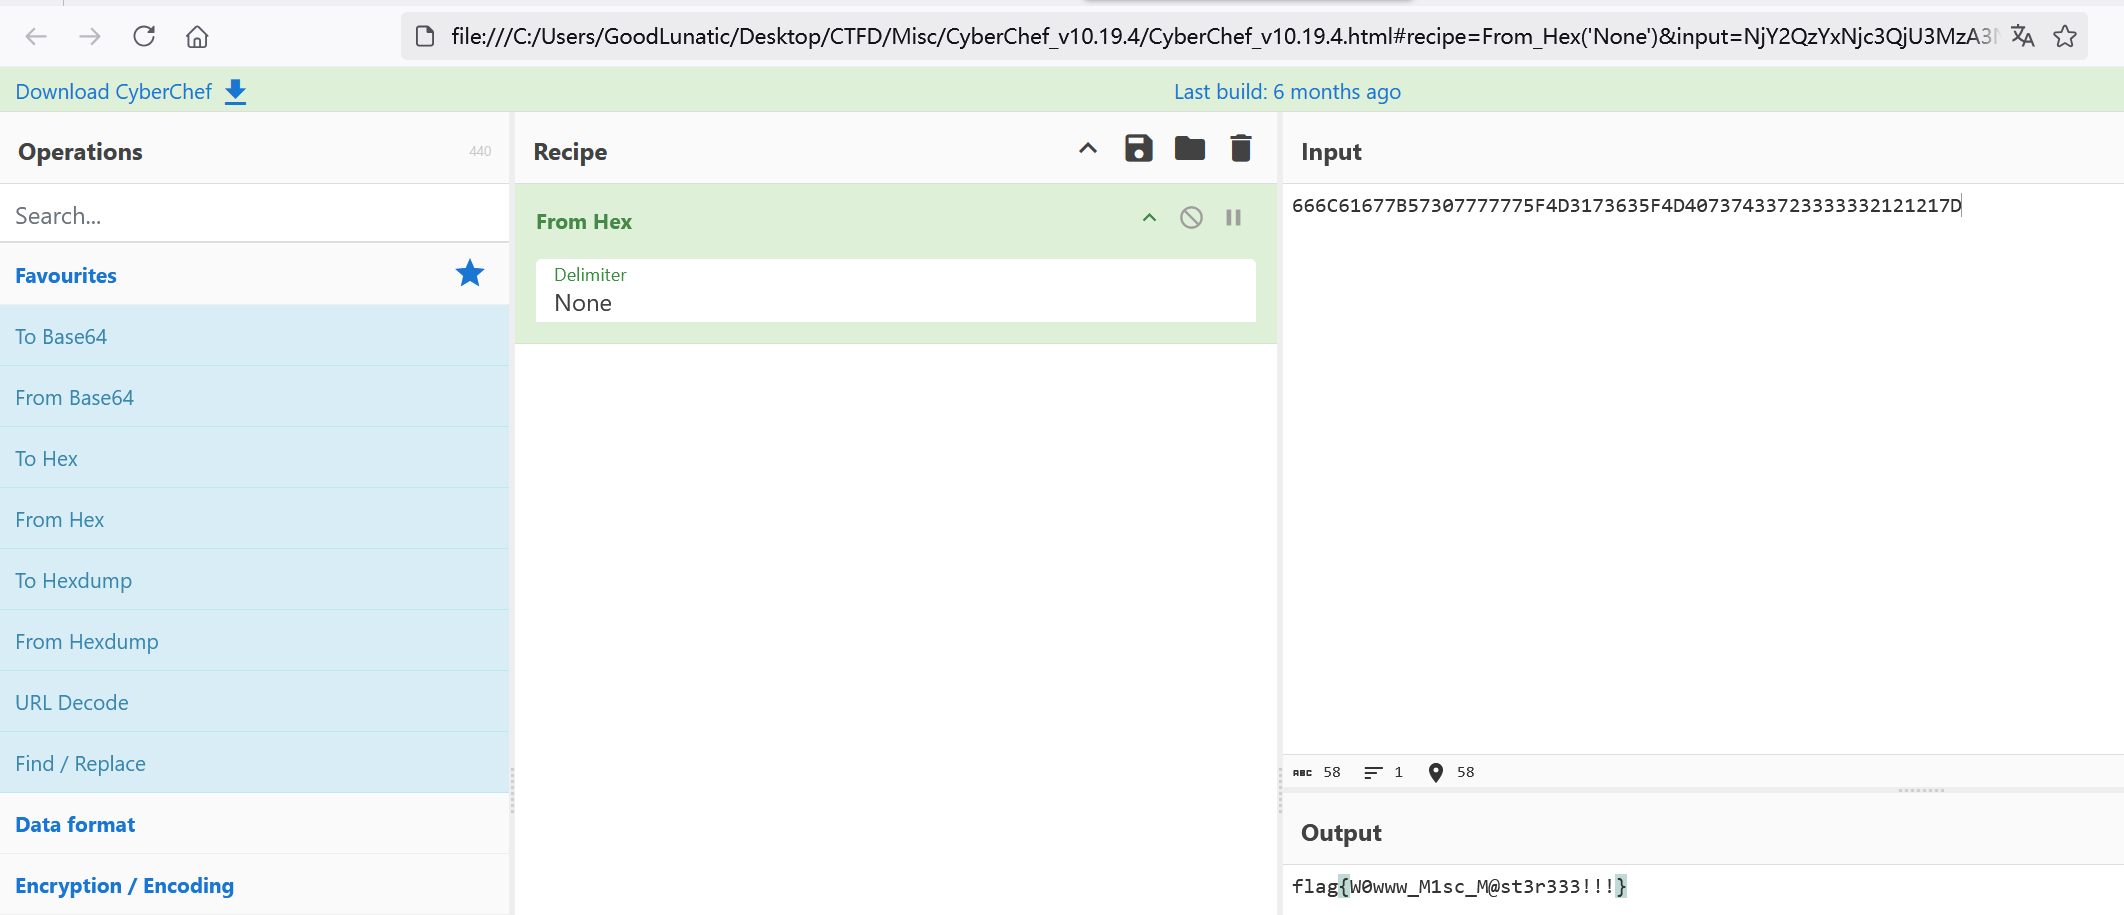 file:///C:/Users/GoodLunatic/Desktop/CTFD/Misc/CyberChef_v10.19.4/CyberChef_v10.19.4.html#recipe=From_Hex('None')&input=NjY2QzYxNjc3QjU3MzA3
Download CyberChef
Last build: 6 months ago
Operations
440
Recipe
Input
Search...
From Hex
666C61677B57307777775F4D3173635F4D40737433723333332121217D
Favourites
Delimiter
None
To Base64
From Base64
To Hex
From Hex
To Hexdump
From Hexdump
URL Decode
Find / Replace
ABC 58 1 58
Data format
Output
Encryption / Encoding
flag{W0www_M1sc_M@st3r333!!!}